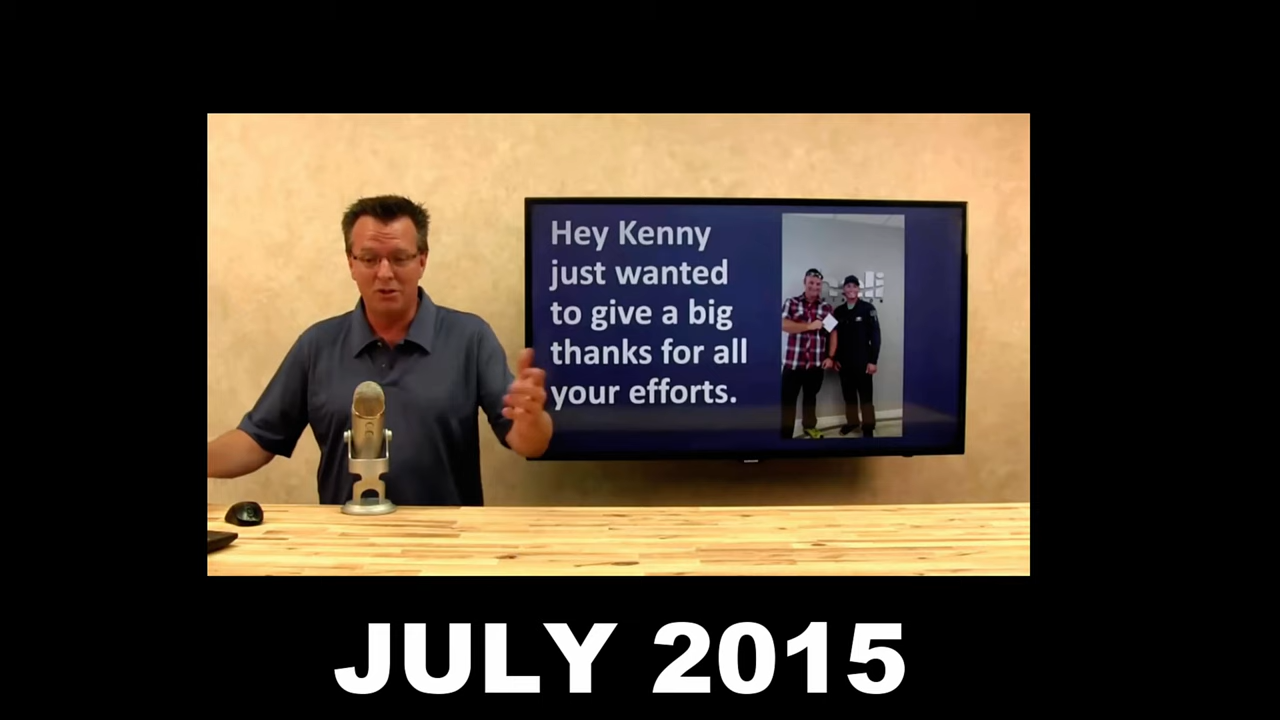 Hey Kenny
just wanted
to give a big
thanks for all
your efforts.
JULY 2015